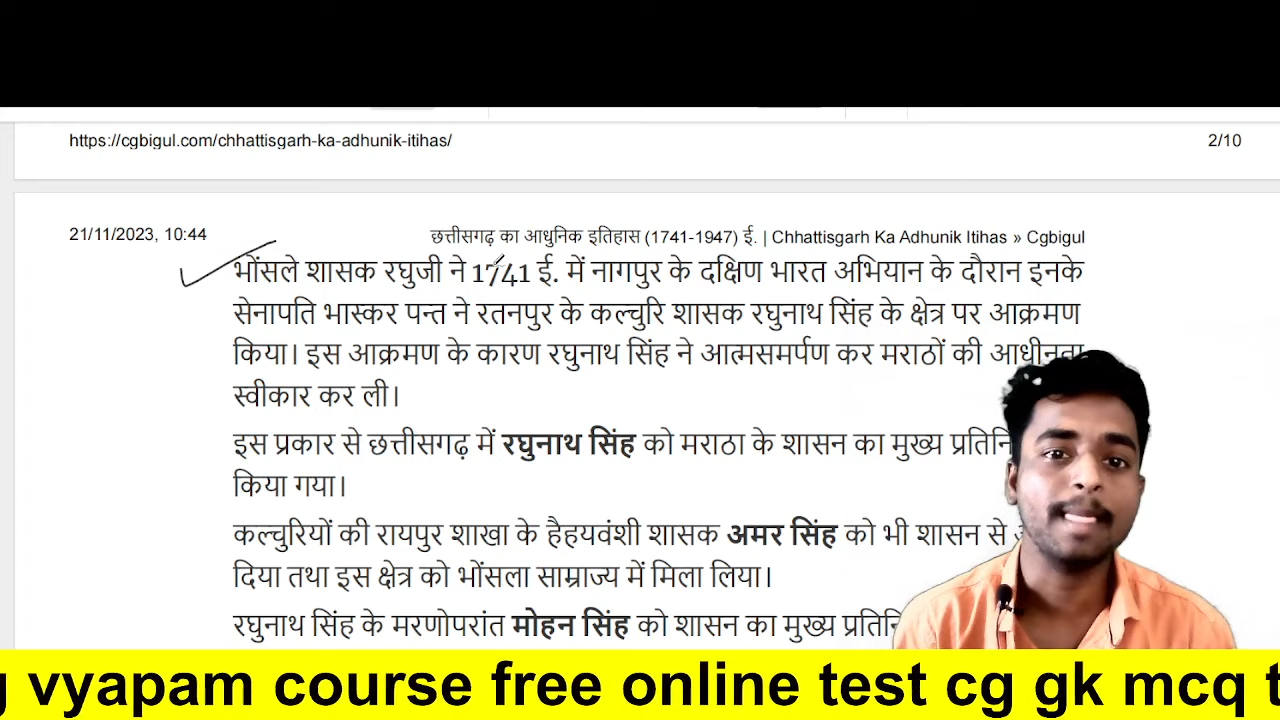 https://cgbigul.com/chhattisgarh-ka-adhunik-itihas/ 2/10
21/11/2023, 10:44 छत्तीसगढ़ का आधुनिक इतिहास (1741-1947) ई. | Chhattisgarh Ka Adhunik Itihas » Cgbigul
भोंसले शासक रघुजी ने 1741 ई. में नागपुर के दक्षिण भारत अभियान के दौरान इनके
सेनापति भास्कर पन्त ने रतनपुर के कल्चुरि शासक रघुनाथ सिंह के क्षेत्र पर आक्रमण
किया। इस आक्रमण के कारण रघुनाथ सिंह ने आत्मसमर्पण कर मराठों की आधीनता
स्वीकार कर ली।
इस प्रकार से छत्तीसगढ़ में रघुनाथ सिंह को मराठा के शासन का मुख्य
किया गया।
कल्चुरियों की रायपुर शाखा के हैहयवंशी शासक अमर सिंह को भी शासन से
दिया तथा इस क्षेत्र को भोंसला साम्राज्य में मिला लिया।
रघुनाथ सिंह के मरणोपरांत मोहन सिंह को शासन का मुख्य
vyapam course free online test cg gk mcq